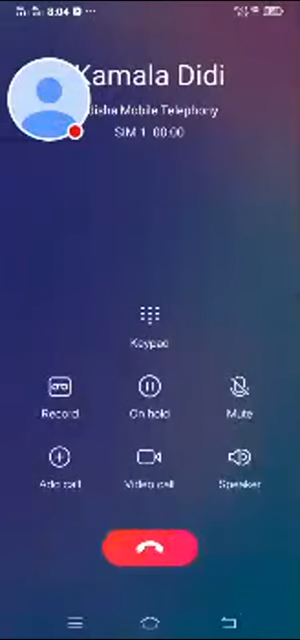 8:04
Kamala Didi
disha Mobile Telephony
SIM 1 00:00
Keypad
Record
On hold
Mute
Add call
Video call
Speaker